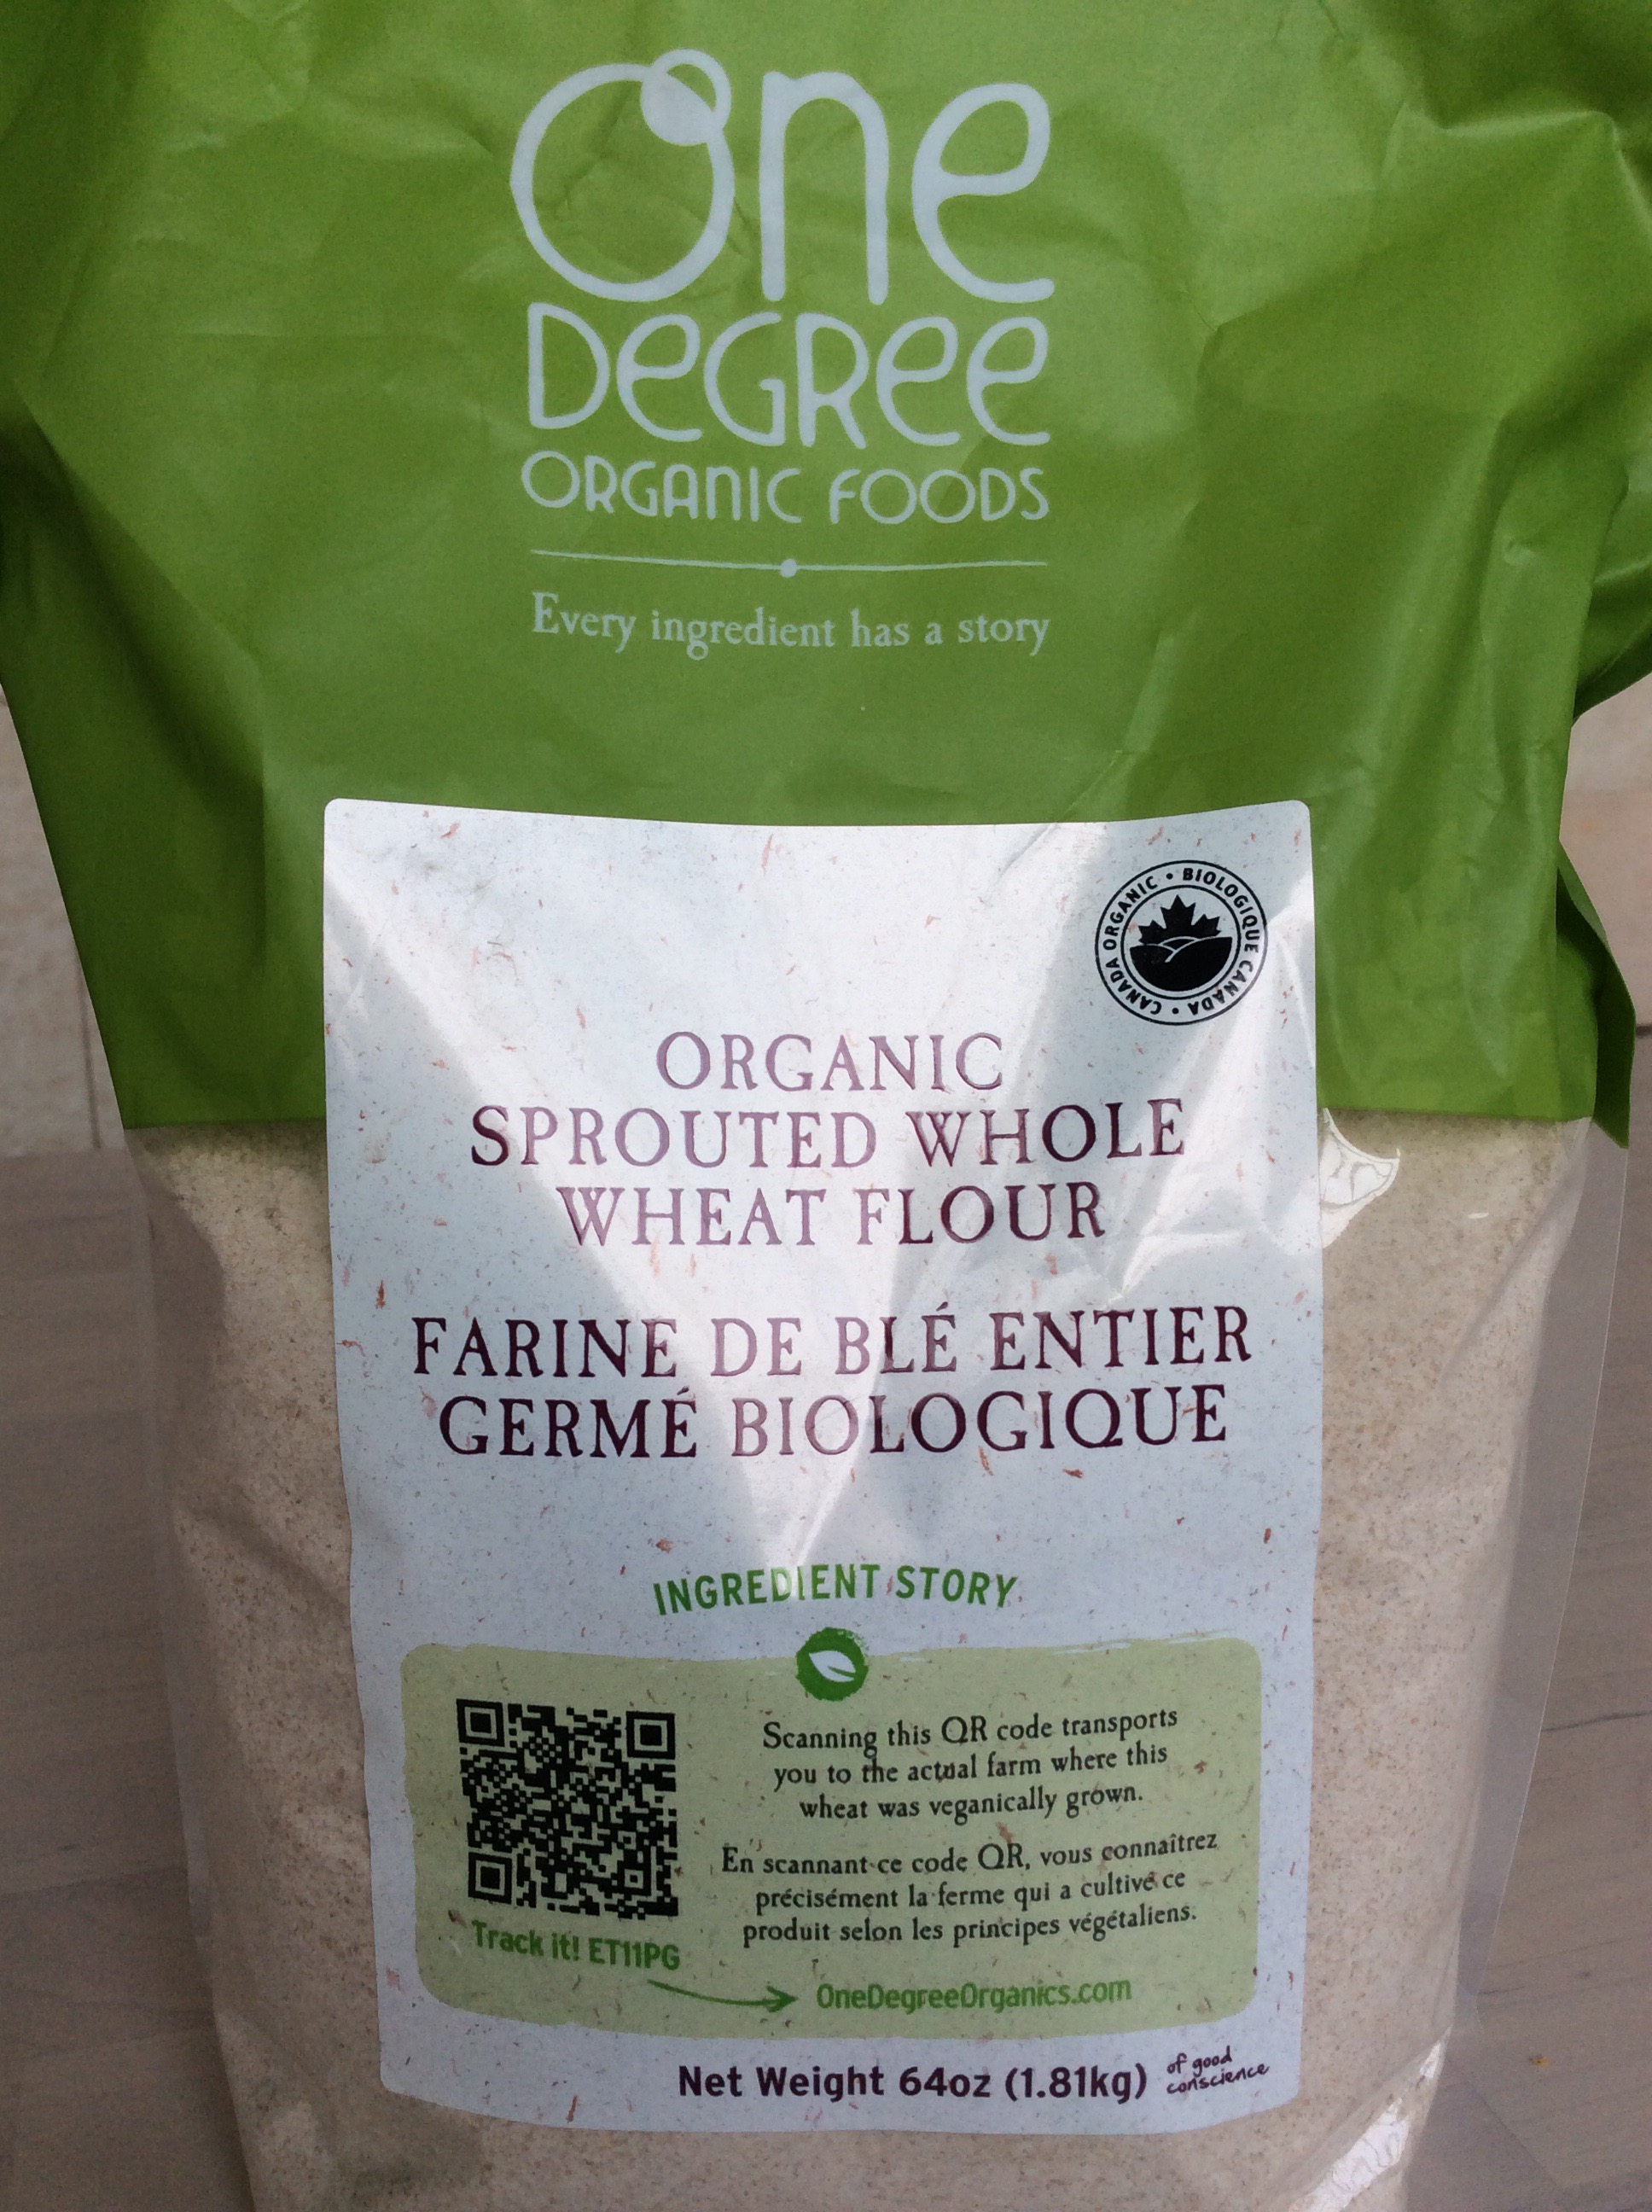 One
DeGRee
ORGANIC FOODS
Every ingredient has a story
CANADA ORGANIC • BIOLOGIQUE CANADA •
ORGANIC
SPROUTED WHOLE
WHEAT FLOUR
FARINE DE BLÉ ENTIER
GERMÉ BIOLOGIQUE
INGREDIENT STORY
Scanning this QR code transports
you to the actual farm where this
wheat was veganically grown.
En scannant ce code QR, vous connaîtrez
précisément la ferme qui a cultivé ce
produit selon les principes végétaliens.
Track it! ET11PG
OneDegreeOrganics.com
Net Weight 64oz (1.81kg)
of good
conscience